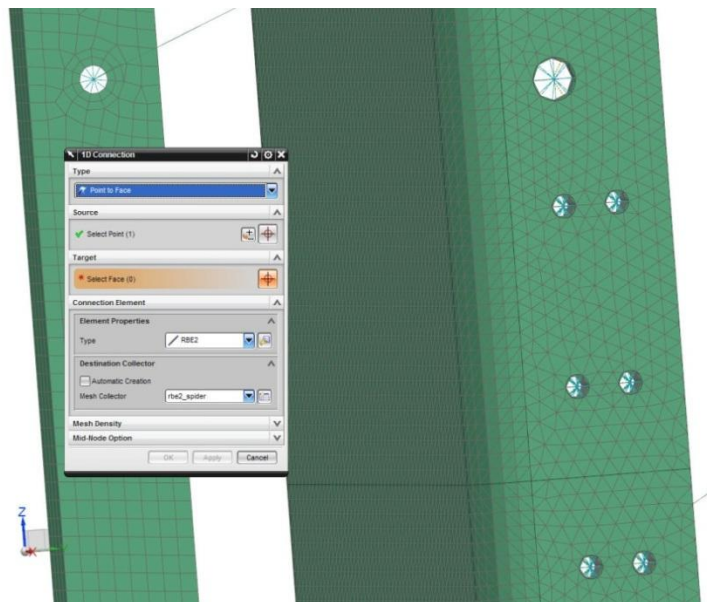 1D Connection
Type
Point to Face
Source
Select Point (1)
Target
* Select Face (0)
Connection Element
Element Properties
Type
RBE2
Destination Collector
Automatic Creation
Mesh Collector
rbe2_spider
Mesh Density
Mid-Node Option
OK
Apply
Cancel
Z
X